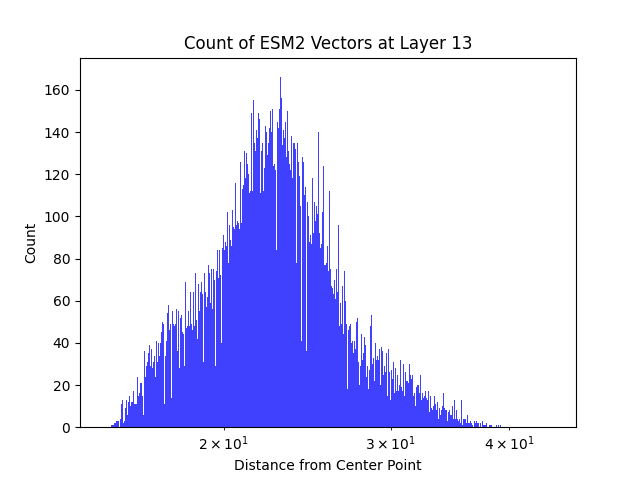 Count of ESM2 Vectors at Layer 13
160
140
120
100
80
60
40
20
0
Count
2 × 10¹ 3 × 10¹ 4 × 10¹
Distance from Center Point